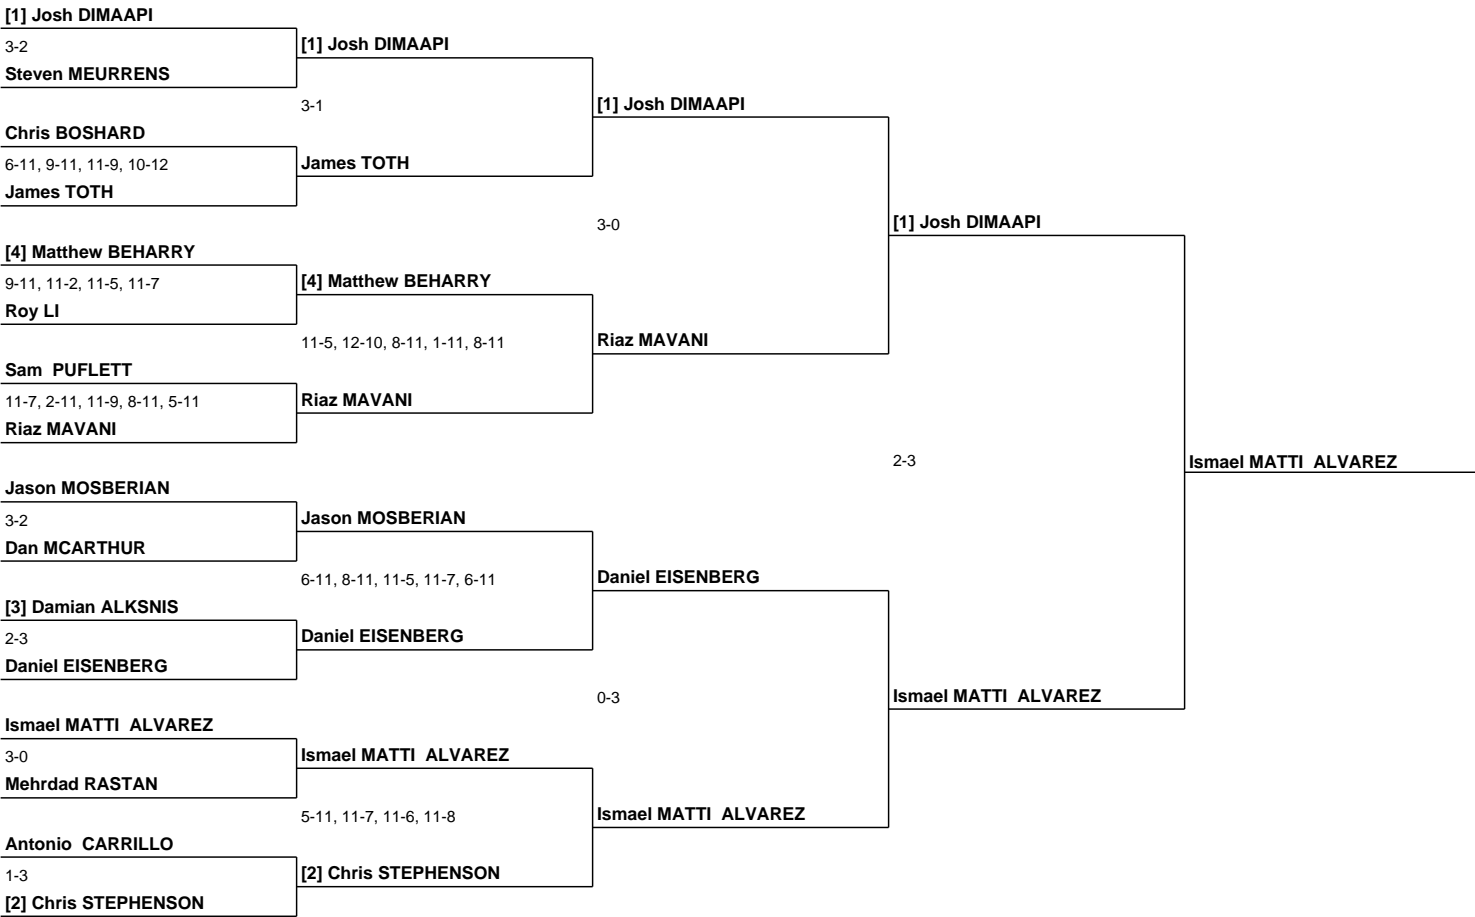 [1] Josh DIMAAPI
3-2
Steven MEURRENS
Chris BOSHARD
6-11, 9-11, 11-9, 10-12
James TOTH
[4] Matthew BEHARRY
9-11, 11-2, 11-5, 11-7
Roy LI
Sam PUFLETT
11-7, 2-11, 11-9, 8-11, 5-11
Riaz MAVANI
Jason MOSBERIAN
3-2
Dan MCARTHUR
[3] Damian ALKSNIS
2-3
Daniel EISENBERG
Ismael MATTI ALVAREZ
3-0
Mehrdad RASTAN
Antonio CARRILLO
1-3
[2] Chris STEPHENSON
[1] Josh DIMAAPI
3-1
James TOTH
[4] Matthew BEHARRY
11-5, 12-10, 8-11, 1-11, 8-11
Riaz MAVANI
Jason MOSBERIAN
6-11, 8-11, 11-5, 11-7, 6-11
Daniel EISENBERG
Ismael MATTI ALVAREZ
5-11, 11-7, 11-6, 11-8
[2] Chris STEPHENSON
[1] Josh DIMAAPI
3-0
Riaz MAVANI
Daniel EISENBERG
0-3
Ismael MATTI ALVAREZ
[1] Josh DIMAAPI
2-3
Ismael MATTI ALVAREZ
Ismael MATTI ALVAREZ